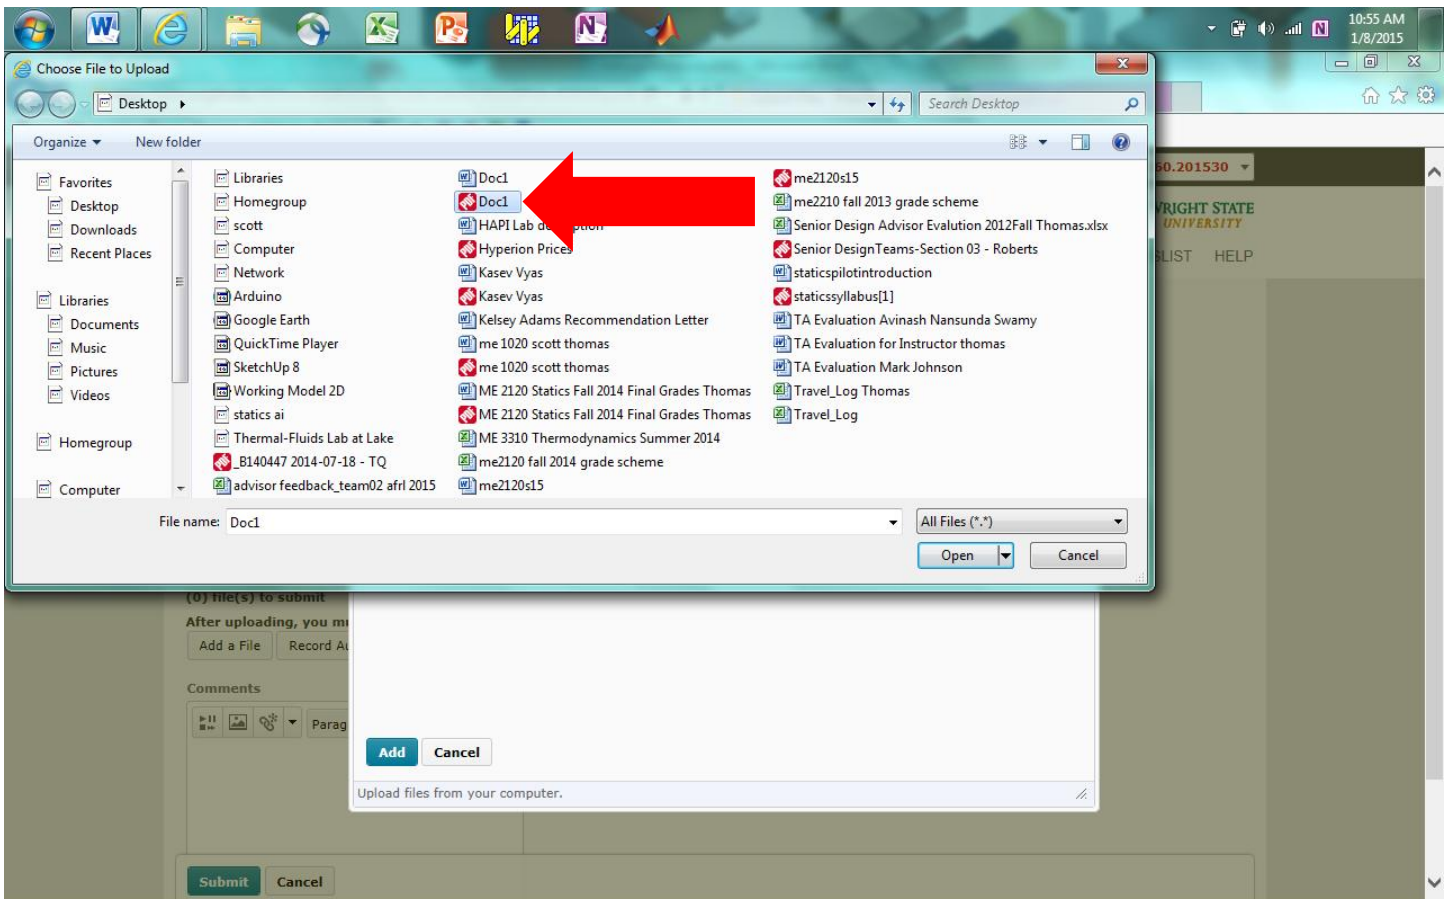 10:55 AM
1/8/2015
Choose File to Upload
Desktop
Search Desktop
Organize
New folder
Favorites
Desktop
Downloads
Recent Places
Libraries
Documents
Music
Pictures
Videos
Homegroup
Computer
Libraries
Homegroup
scott
Computer
Network
Arduino
Google Earth
QuickTime Player
SketchUp 8
Working Model 2D
statics ai
Thermal-Fluids Lab at Lake
_B140447 2014-07-18 - TQ
advisor feedback_team02 afrl 2015
Doc1
Doc1
HAPI Lab
Hyperion Prices
Kasev Vyas
Kasev Vyas
Kelsey Adams Recommendation Letter
me 1020 scott thomas
me 1020 scott thomas
ME 2120 Statics Fall 2014 Final Grades Thomas
ME 2120 Statics Fall 2014 Final Grades Thomas
ME 3310 Thermodynamics Summer 2014
me2120 fall 2014 grade scheme
me2120s15
me2120s15
me2210 fall 2013 grade scheme
Senior Design Advisor Evalution 2012Fall Thomas.xlsx
Senior DesignTeams-Section 03 - Roberts
staticspilotintroduction
staticssyllabus[1]
TA Evaluation Avinash Nansunda Swamy
TA Evaluation for Instructor thomas
TA Evaluation Mark Johnson
Travel_Log Thomas
Travel_Log
File name: Doc1
All Files (*.*)
Open
Cancel
60.201530
RIGHT STATE
UNIVERSITY
SLIST HELP
(0) file(s) to submit
After uploading, you mu
Add a File Record Au
Comments
Parag
Add Cancel
Upload files from your computer.
Submit Cancel